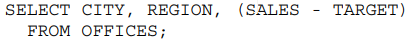 SELECT CITY, REGION, (SALES - TARGET)
FROM OFFICES;